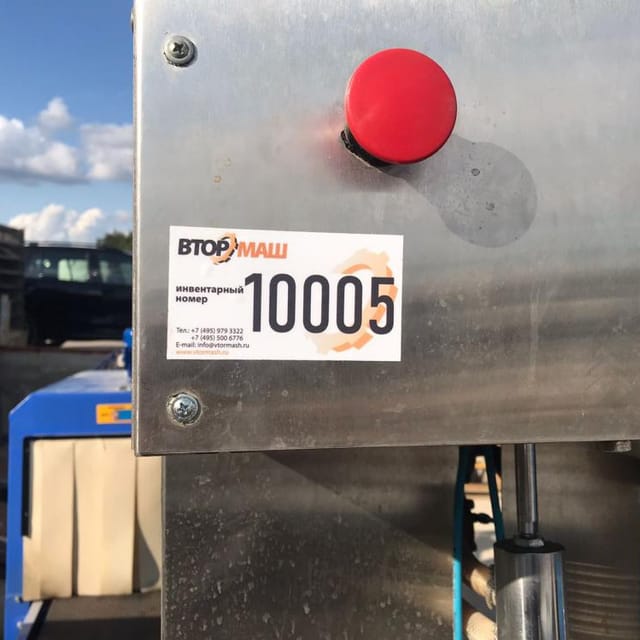 ВТОРМАШ
инвентарный
номер
10005
Тел.: +7 (495) 979 3322
+7 (495) 500 6776
E-mail: info@vtormash.ru
www.vtormash.ru